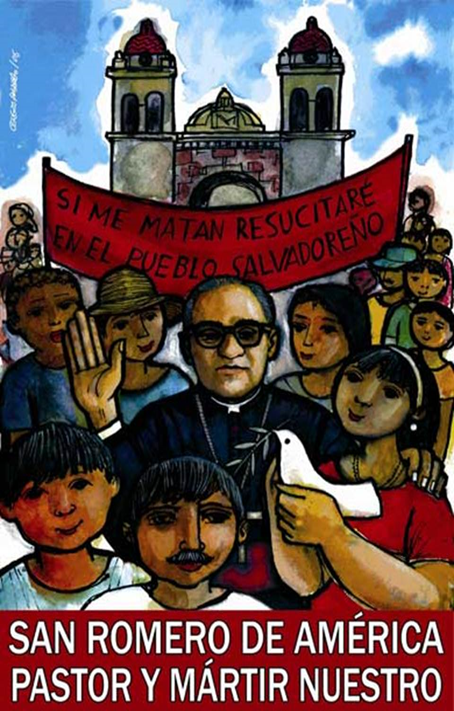 SI ME MATAN RESUCITARÉ
EN EL PUEBLO SALVADOREÑO
SAN ROMERO DE AMÉRICA
PASTOR Y MÁRTIR NUESTRO